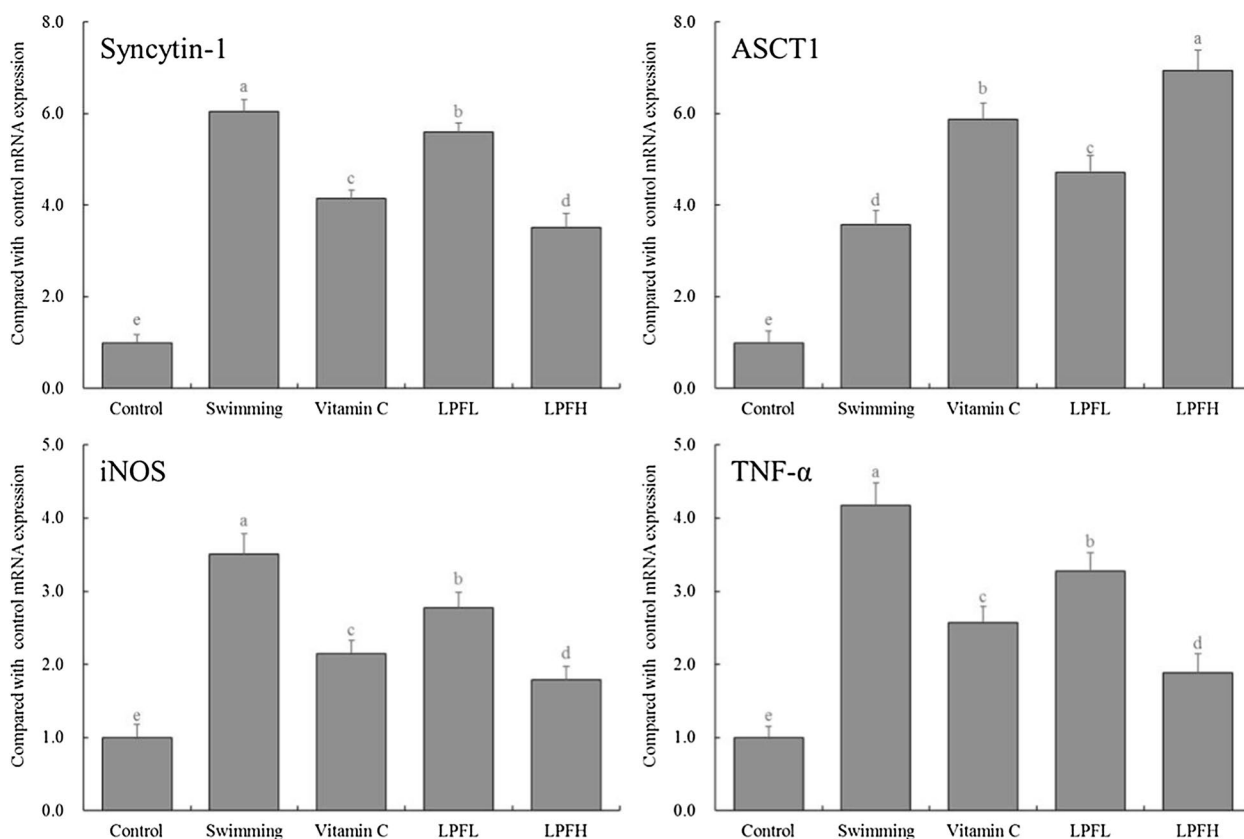 Syncytin-1
Compared with control mRNA expression
8.0
6.0
4.0
2.0
0.0
e
a
c
b
d
Control Swimming Vitamin C LPFL LPFH
ASCT1
Compared with control mRNA expression
8.0
6.0
4.0
2.0
0.0
e
d
b
c
a
Control Swimming Vitamin C LPFL LPFH
iNOS
Compared with control mRNA expression
5.0
4.0
3.0
2.0
1.0
0.0
e
a
c
b
d
Control Swimming Vitamin C LPFL LPFH
TNF-α
Compared with control mRNA expression
5.0
4.0
3.0
2.0
1.0
0.0
e
a
c
b
d
Control Swimming Vitamin C LPFL LPFH